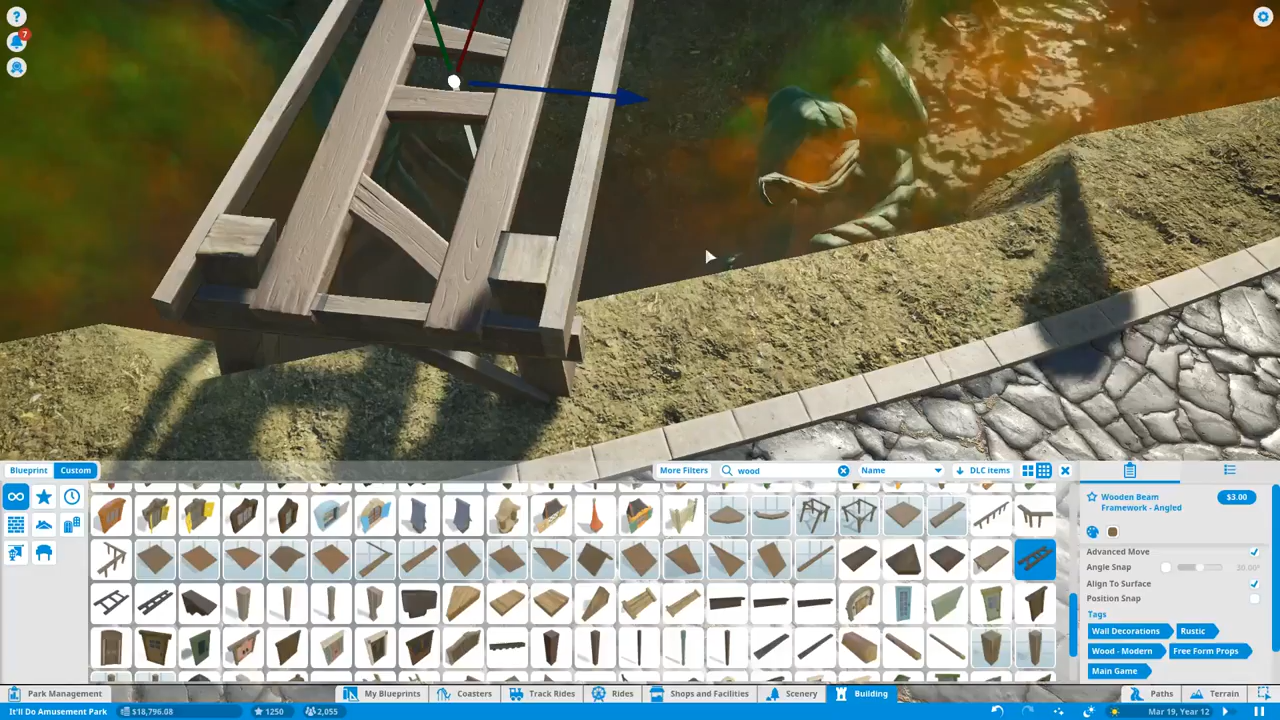 7
Blueprint
Custom
More Filters
wood
Name
DLC items
Wooden Beam
Framework - Angled
$3.00
Advanced Move
Angle Snap
30.00°
Align To Surface
Position Snap
Tags
Wall Decorations
Rustic
Wood - Modern
Free Form Props
Main Game
Park Management
My Blueprints
Coasters
Track Rides
Rides
Shops and Facilities
Scenery
Building
Paths
Terrain
It'll Do Amusement Park
$18,796.08
1250
2,055
Mar 19, Year 12